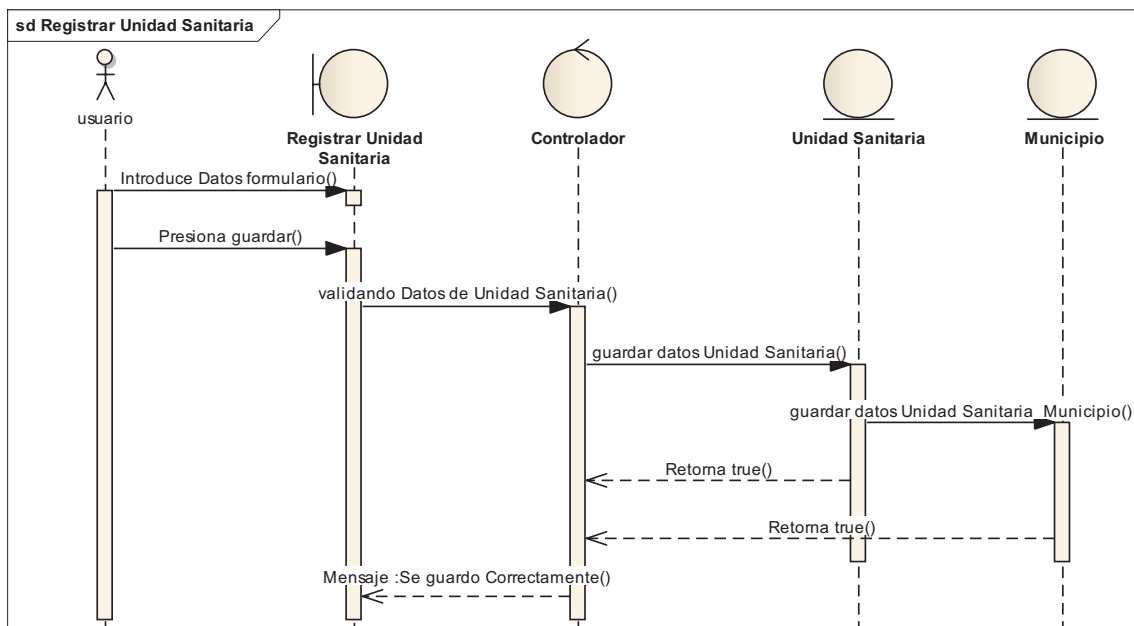 sd Registrar Unidad Sanitaria
usuario
Registrar Unidad
Sanitaria
Controlador
Unidad Sanitaria
Municipio
Introduce Datos formulario()
Presiona guardar()
validando Datos de Unidad Sanitaria()
guardar datos Unidad Sanitaria()
guardar datos Unidad Sanitaria_Municipio()
Retorna true()
Retorna true()
Mensaje :Se guardo Correctamente()